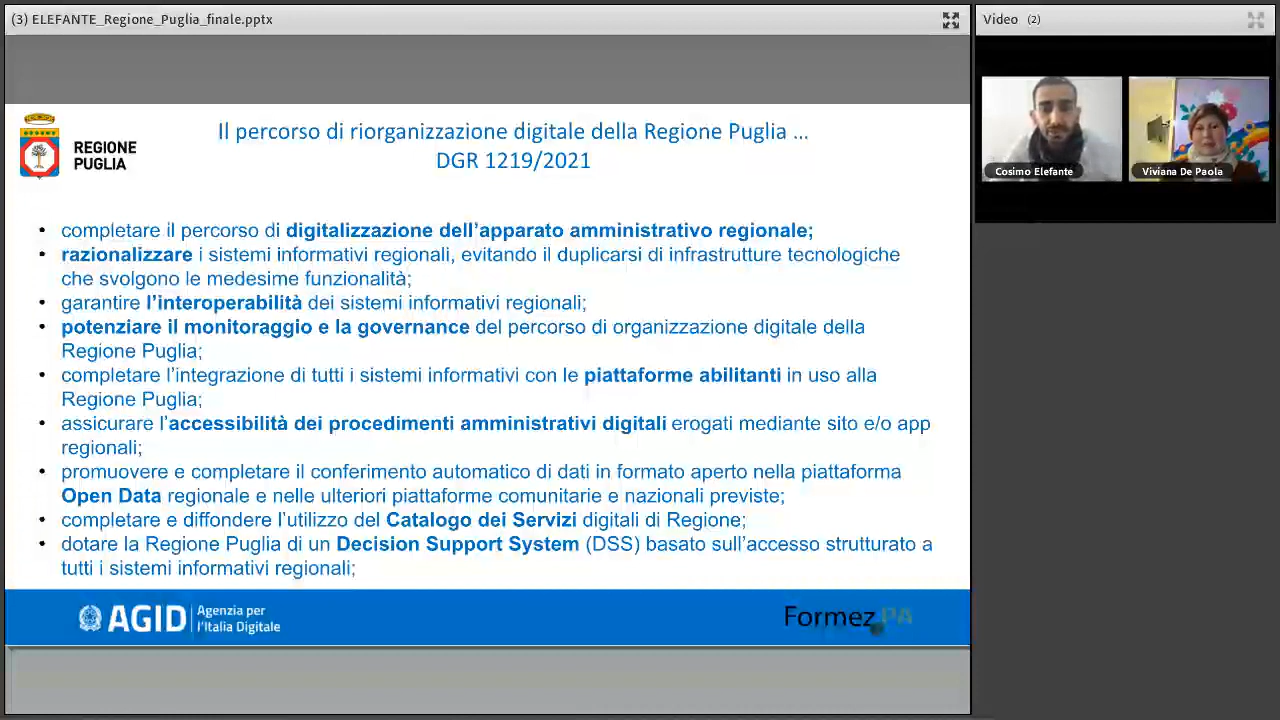 (3) ELEFANTE_Regione_Puglia_finale.pptx
Video (2)
REGIONE
PUGLIA
Il percorso di riorganizzazione digitale della Regione Puglia ...
DGR 1219/2021
Cosimo Elefante
Viviana De Paola
• completare il percorso di digitalizzazione dell'apparato amministrativo regionale;
• razionalizzare i sistemi informativi regionali, evitando il duplicarsi di infrastrutture tecnologiche
che svolgono le medesime funzionalità;
• garantire l'interoperabilità dei sistemi informativi regionali;
• potenziare il monitoraggio e la governance del percorso di organizzazione digitale della
Regione Puglia;
• completare l'integrazione di tutti i sistemi informativi con le piattaforme abilitanti in uso alla
Regione Puglia;
• assicurare l'accessibilità dei procedimenti amministrativi digitali erogati mediante sito e/o app
regionali;
• promuovere e completare il conferimento automatico di dati in formato aperto nella piattaforma
Open Data regionale e nelle ulteriori piattaforme comunitarie e nazionali previste;
• completare e diffondere l'utilizzo del Catalogo dei Servizi digitali di Regione;
• dotare la Regione Puglia di un Decision Support System (DSS) basato sull'accesso strutturato a
tutti i sistemi informativi regionali;
AGID
Agenzia per
l'Italia Digitale
Formez PA